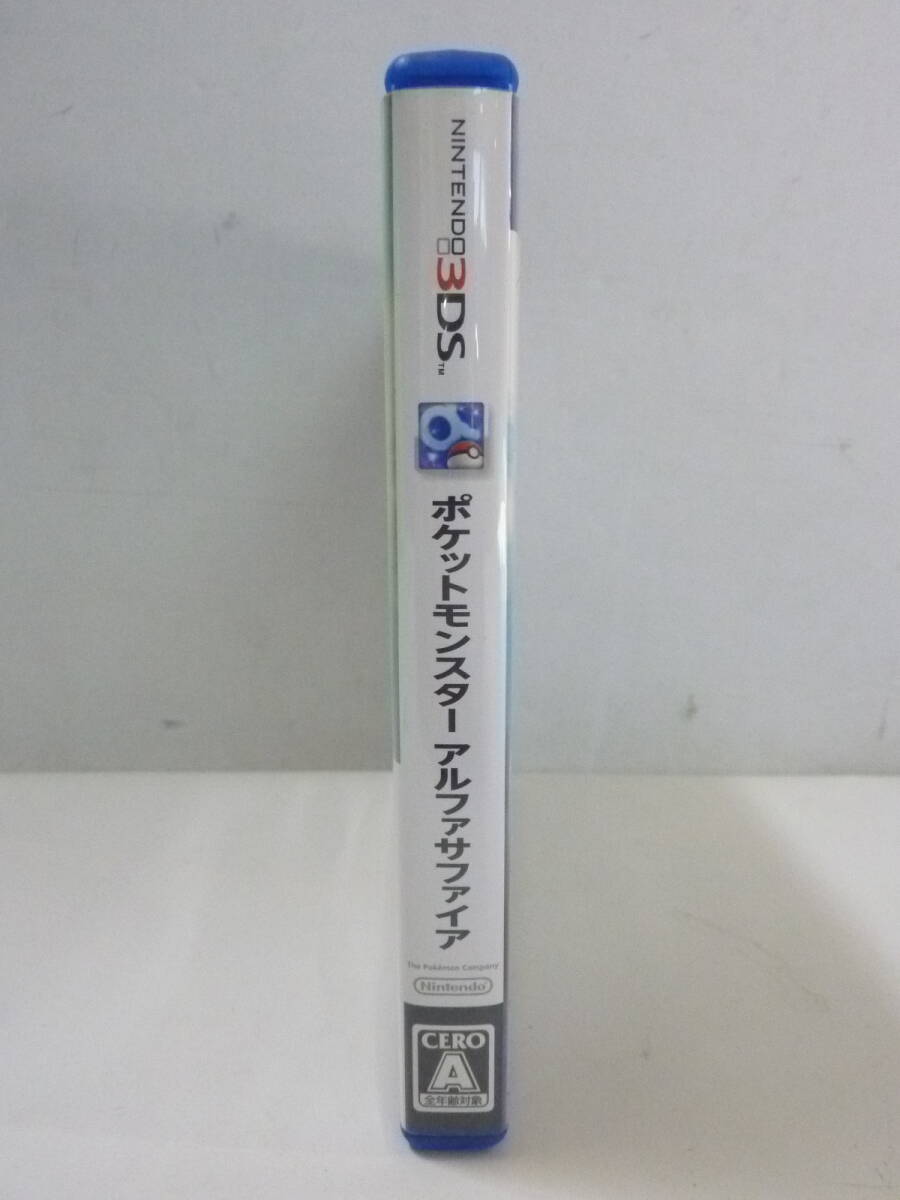 NINTENDO
3DS™
ポケットモンスター アルファサファイア
The Pokémon Company
Nintendo
CERO
A
全年齢対象